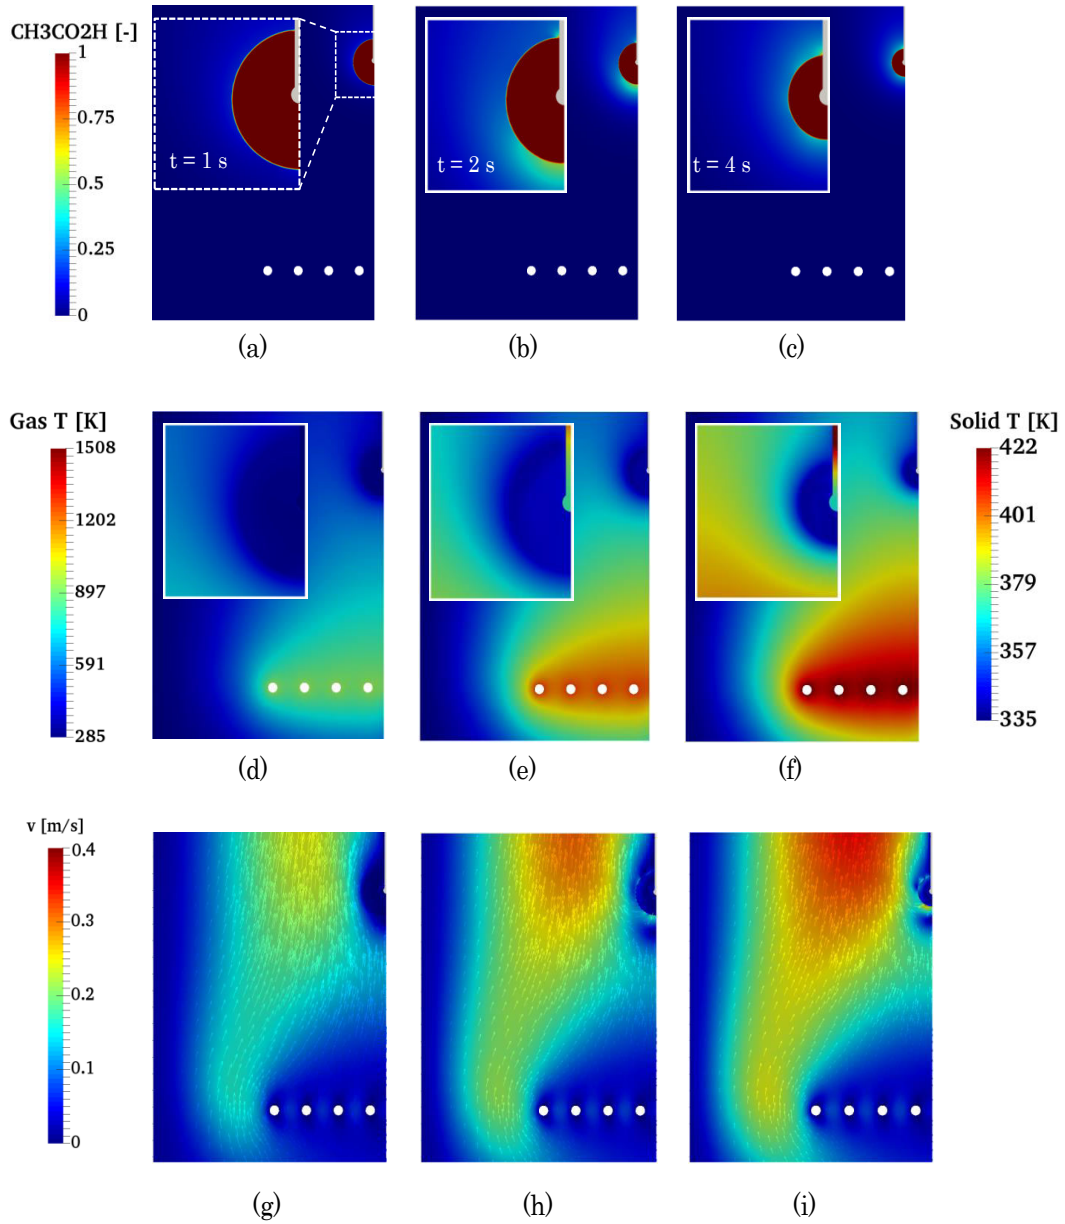 CH3CO2H [-]
1
0.75
0.5
0.25
0
t = 1 s
t = 2 s
t = 4 s
(a)
(b)
(c)
Gas T [K]
1508
1202
897
591
285
Solid T [K]
422
401
379
357
335
(d)
(e)
(f)
v [m/s]
0.4
0.3
0.2
0.1
0
(g)
(h)
(i)